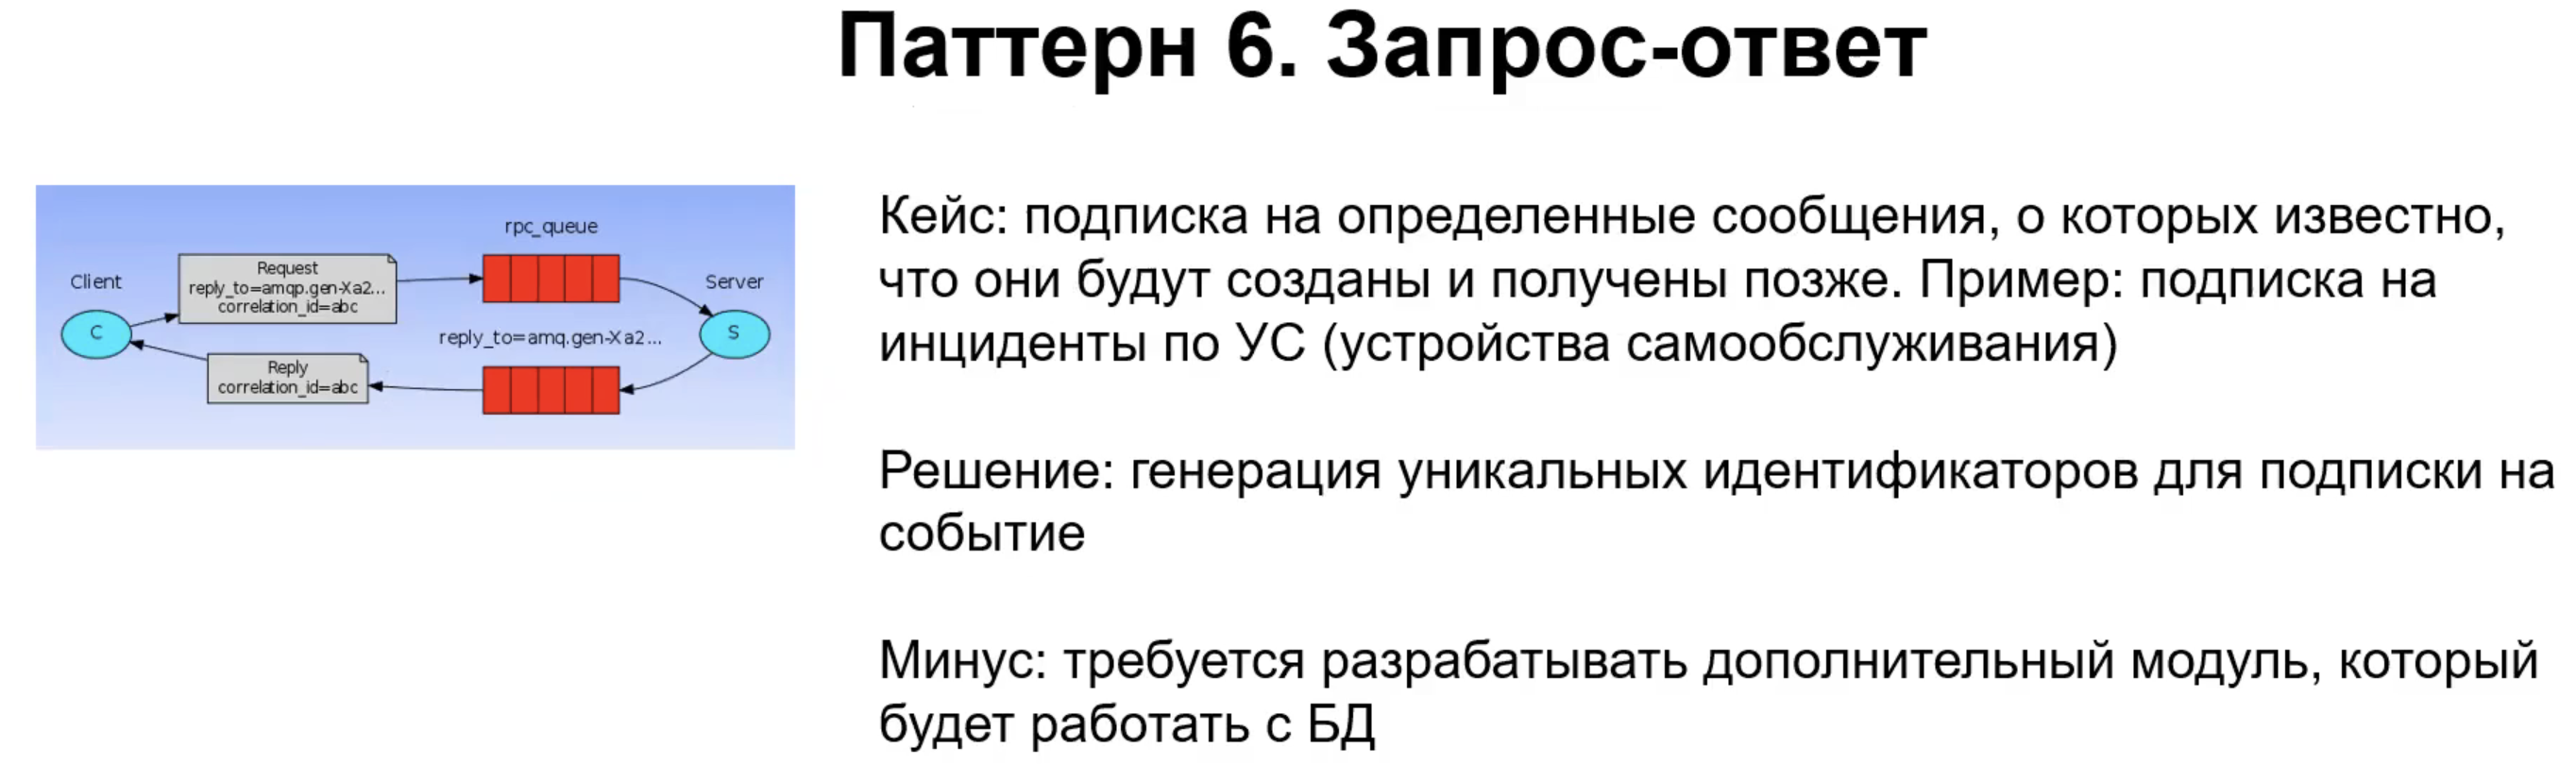 Паттерн 6. Запрос-ответ
rpc_queue
Client
Request
reply_to=amqp.gen-Xa2...
correlation_id=abc
Server
C
S
reply_to=amq.gen-Xa2...
Reply
correlation_id=abc
Кейс: подписка на определенные сообщения, о которых известно,
что они будут созданы и получены позже. Пример: подписка на
инциденты по УС (устройства самообслуживания)
Решение: генерация уникальных идентификаторов для подписки на
событие
Минус: требуется разрабатывать дополнительный модуль, который
будет работать с БД